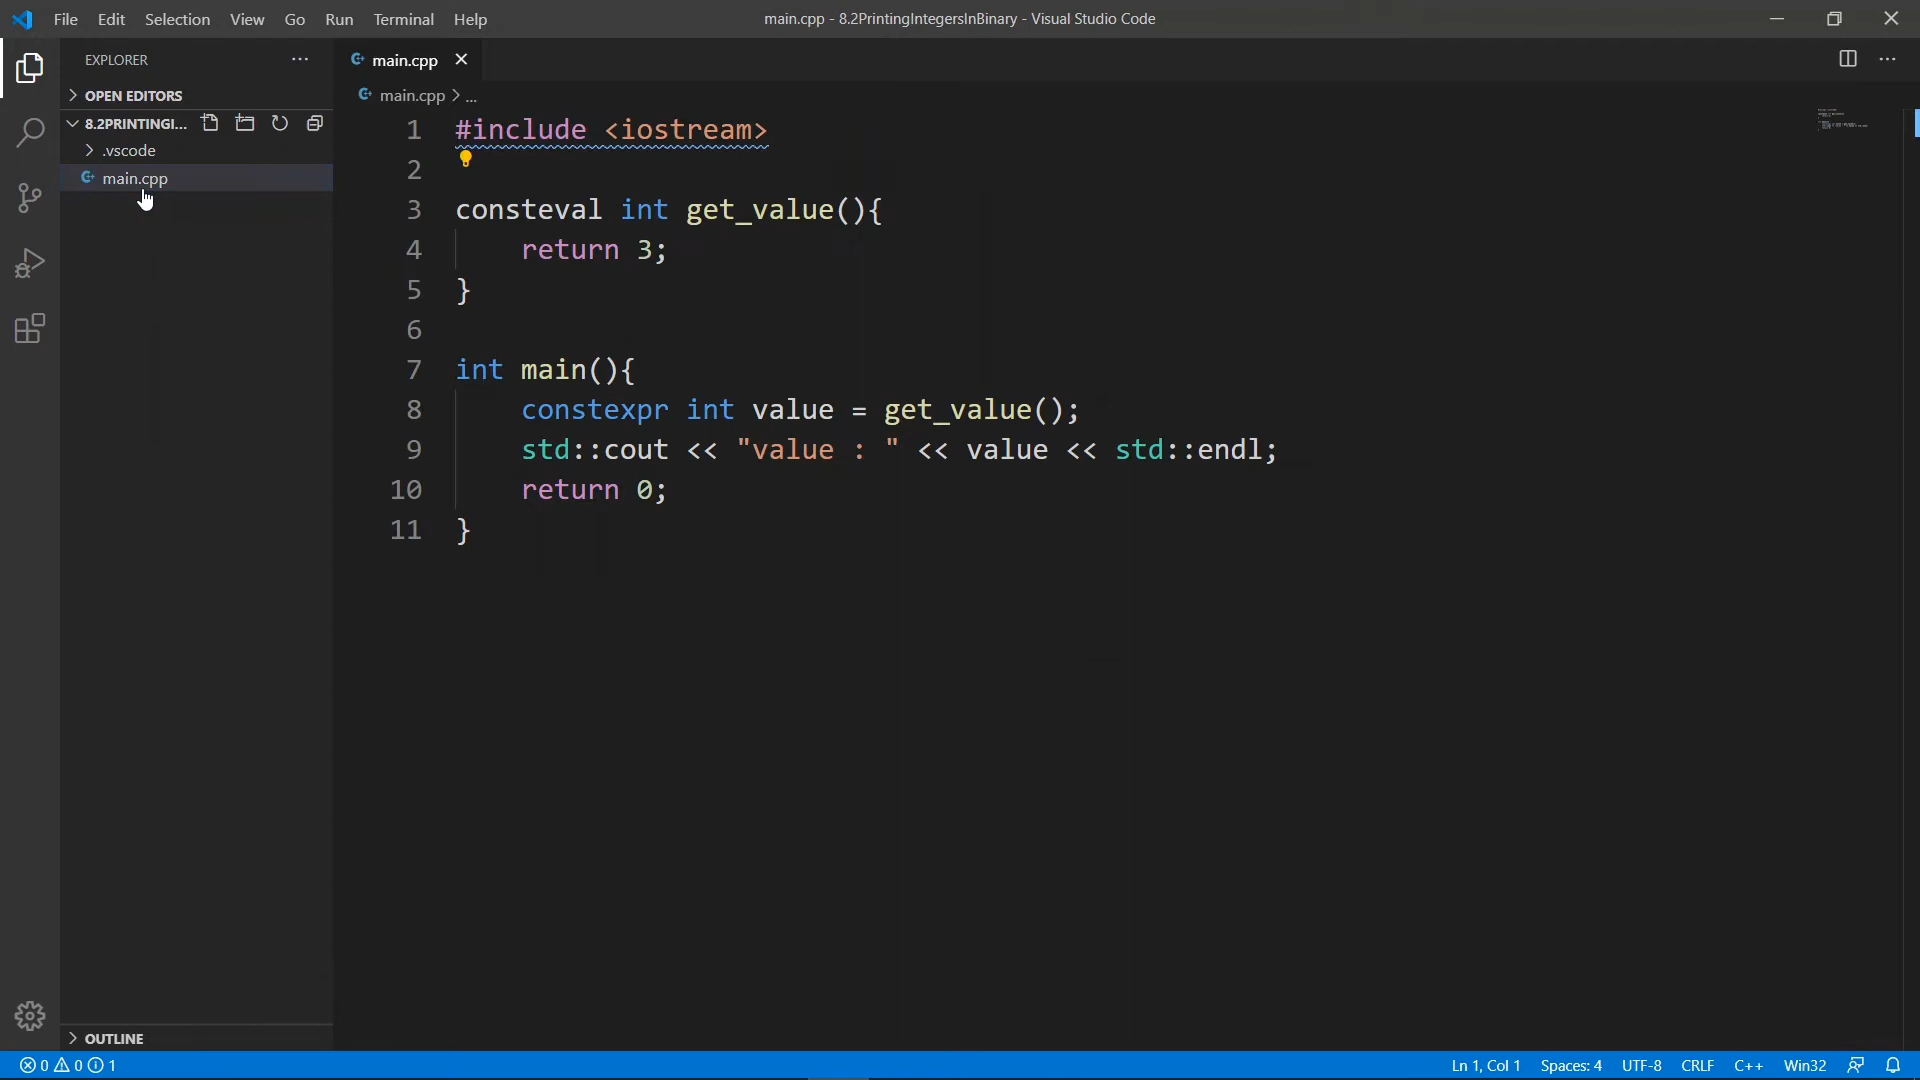 File Edit Selection View Go Run Terminal Help
main.cpp - 8.2PrintingIntegersInBinary - Visual Studio Code
EXPLORER
OPEN EDITORS
8.2PRINTINGI...
.vscode
main.cpp
OUTLINE
main.cpp
main.cpp > ...
1 #include <iostream>
2
3 consteval int get_value(){
4 return 3;
5 }
6
7 int main(){
8 constexpr int value = get_value();
9 std::cout << "value : " << value << std::endl;
10 return 0;
11 }
0 0 1
Ln 1, Col 1 Spaces: 4 UTF-8 CRLF C++ Win32